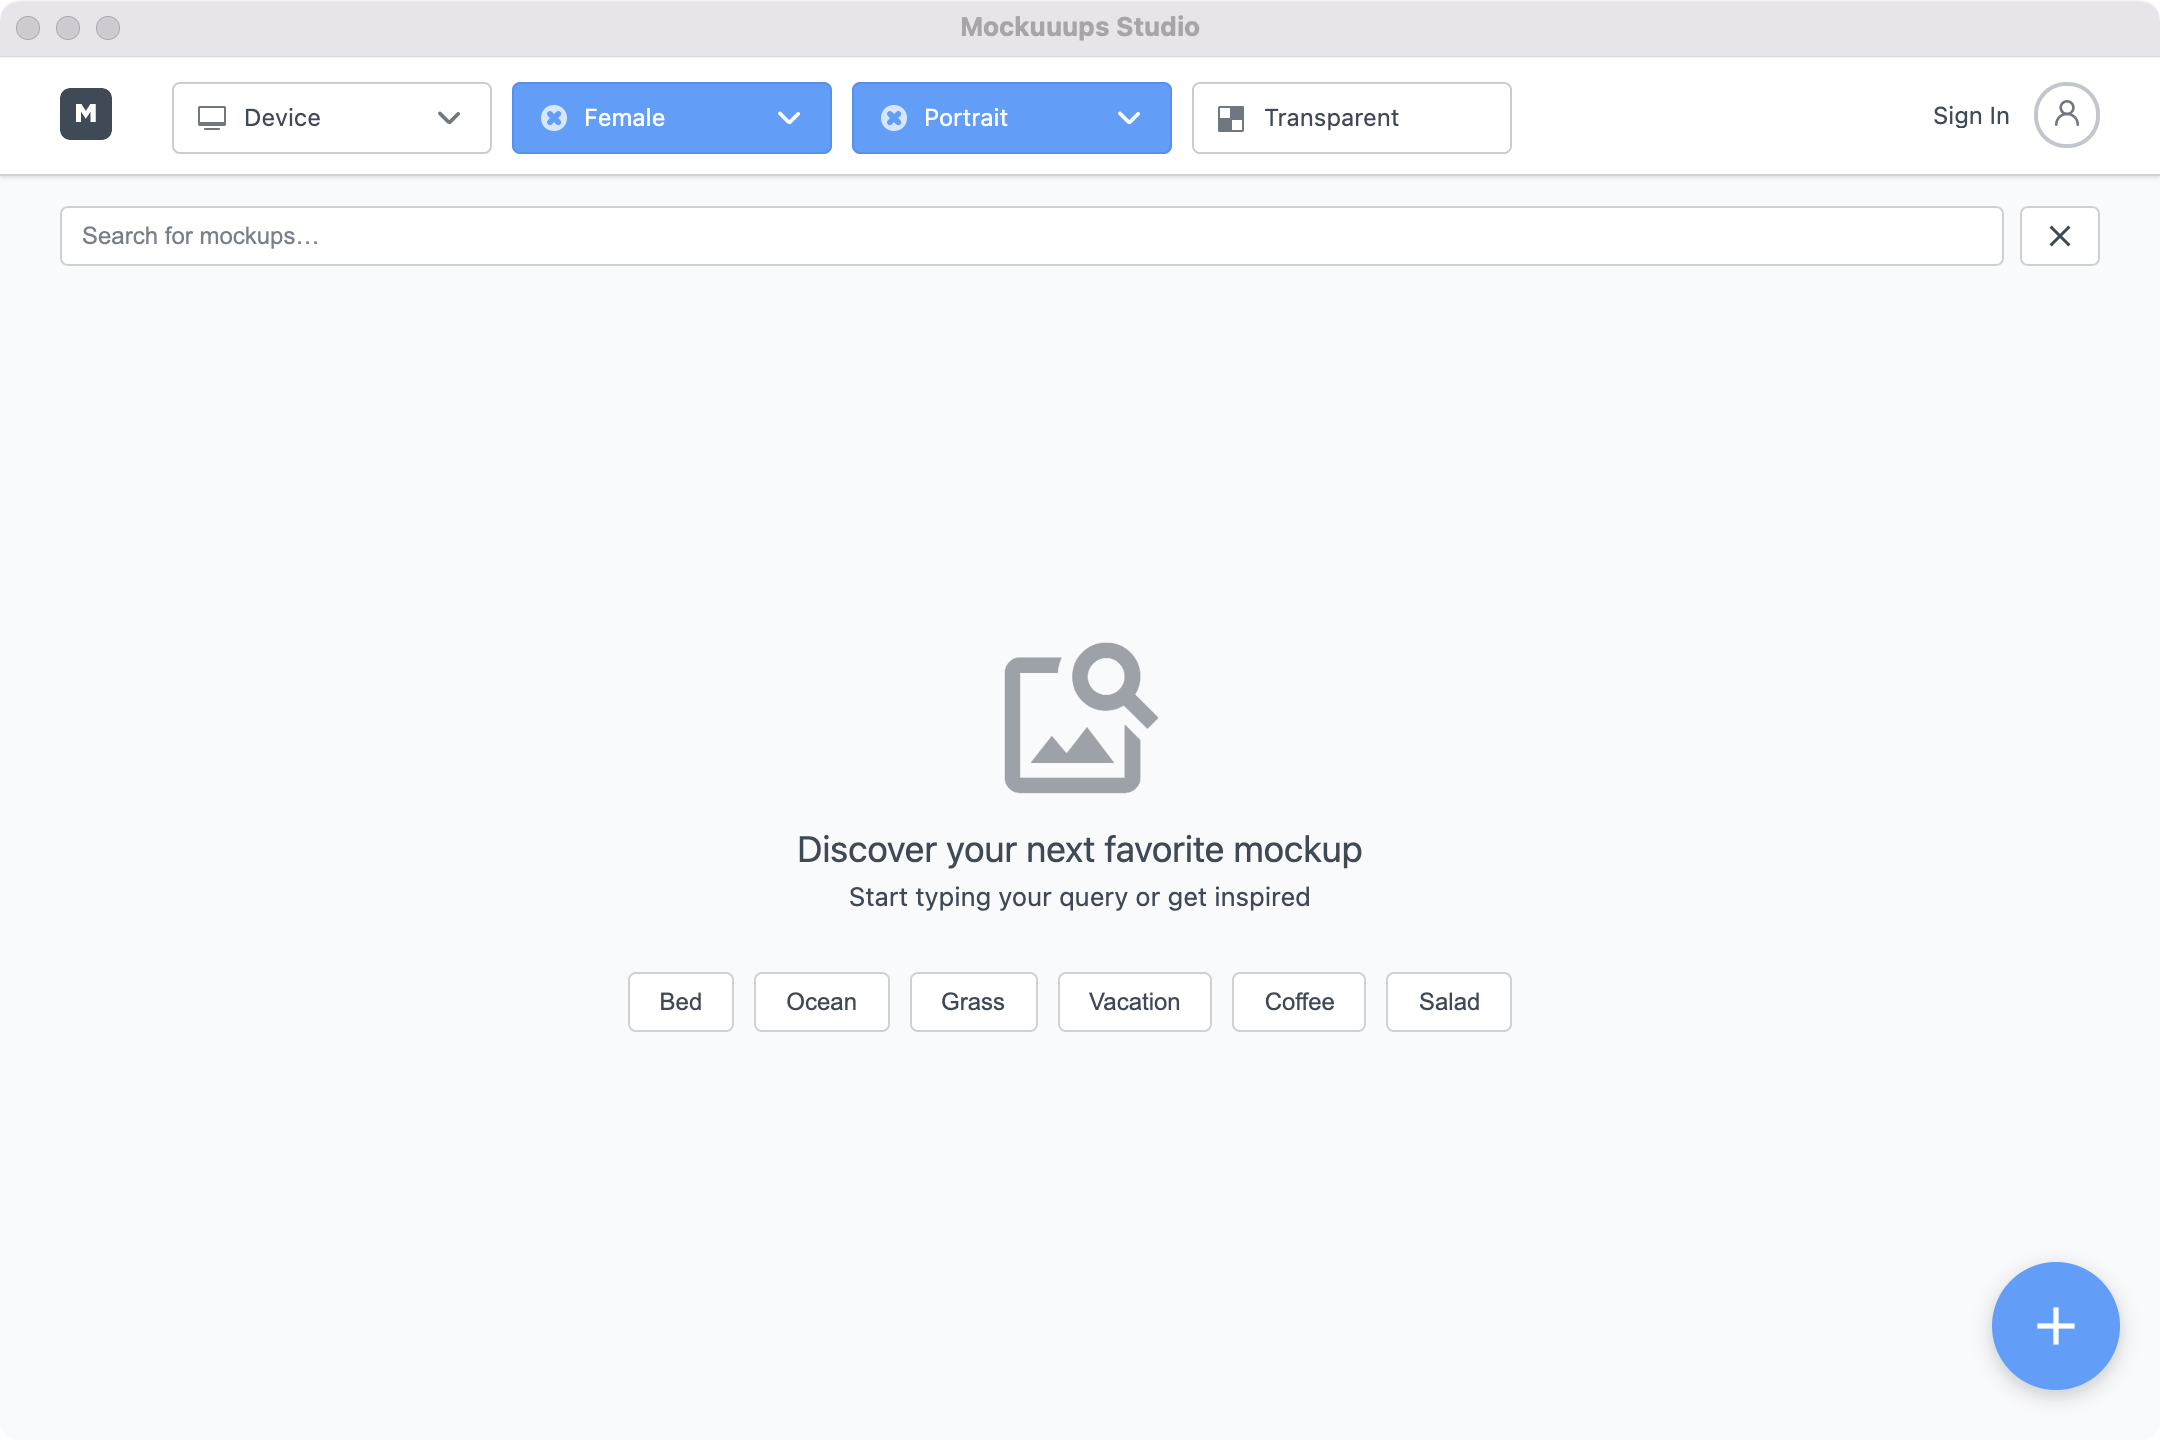 Mockuuups Studio
M
Device
Female
Portrait
Transparent
Sign In
Search for mockups…
Discover your next favorite mockup
Start typing your query or get inspired
Bed
Ocean
Grass
Vacation
Coffee
Salad